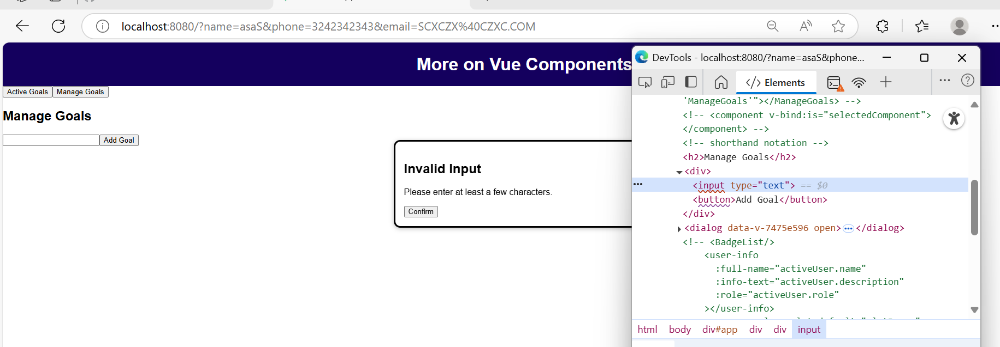 localhost:8080/?name=asaS&phone=3242342343&email=SCXCZX%40CZXC.COM
More on Vue Components
Active Goals Manage Goals
Manage Goals
Add Goal
Invalid Input
Please enter at least a few characters.
Confirm
DevTools - localhost:8080/?name=asaS&phone...
</> Elements
'ManageGoals'"></ManageGoals> -->
<!-- <component v-bind:is="selectedComponent">
</component> -->
<!-- shorthand notation -->
<h2>Manage Goals</h2>
<div>
<input type="text"> == $0
<button>Add Goal</button>
</div>
<dialog data-v-7475e596 open>…</dialog>
<!-- <BadgeList/>
<user-info
:full-name="activeUser.name"
:info-text="activeUser.description"
:role="activeUser.role"
></user-info>
html body div#app div div input